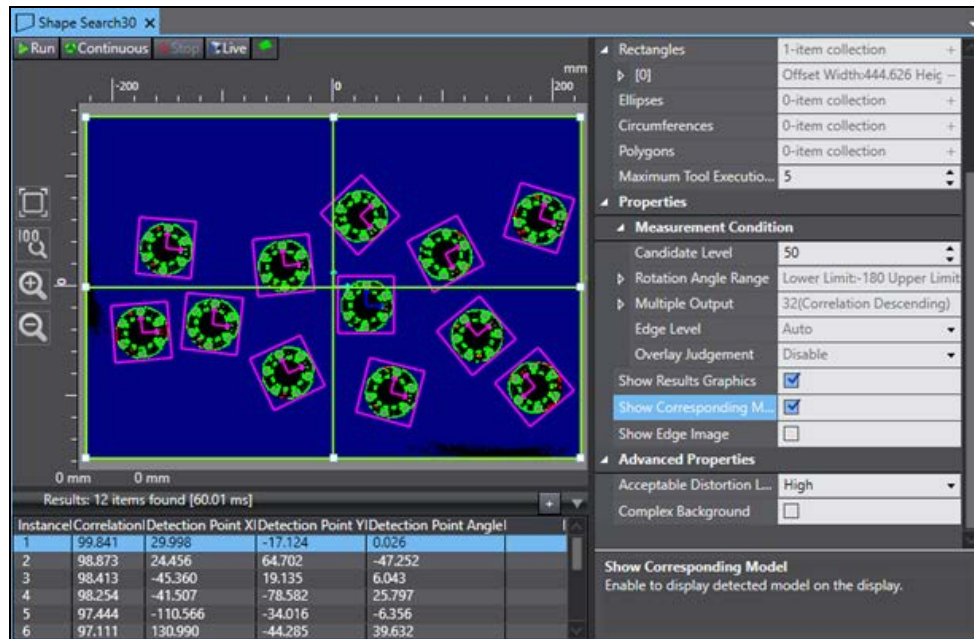 Shape Search30
Run Continuous Stop Live
mm
-200 0 200
100
0
0 mm 0 mm
Results: 12 items found [60.01 ms]
Instance Correlation Detection Point X Detection Point Y Detection Point Angle
1 99.841 29.998 -17.124 0.026
2 98.873 24.456 64.702 -47.252
3 98.413 -45.360 19.135 6.043
4 98.254 -41.507 -78.582 25.797
5 97.444 -110.566 -34.016 -6.356
6 97.111 130.990 -44.285 39.632
Rectangles 1-item collection +
[0] Offset Width:444.626 Heig
Ellipses 0-item collection +
Circumferences 0-item collection +
Polygons 0-item collection +
Maximum Tool Executio... 5
Properties
Measurement Condition
Candidate Level 50
Rotation Angle Range Lower Limit:-180 Upper Limit
Multiple Output 32(Correlation Descending)
Edge Level Auto
Overlay Judgement Disable
Show Results Graphics
Show Corresponding M...
Show Edge Image
Advanced Properties
Acceptable Distortion L... High
Complex Background
Show Corresponding Model
Enable to display detected model on the display.